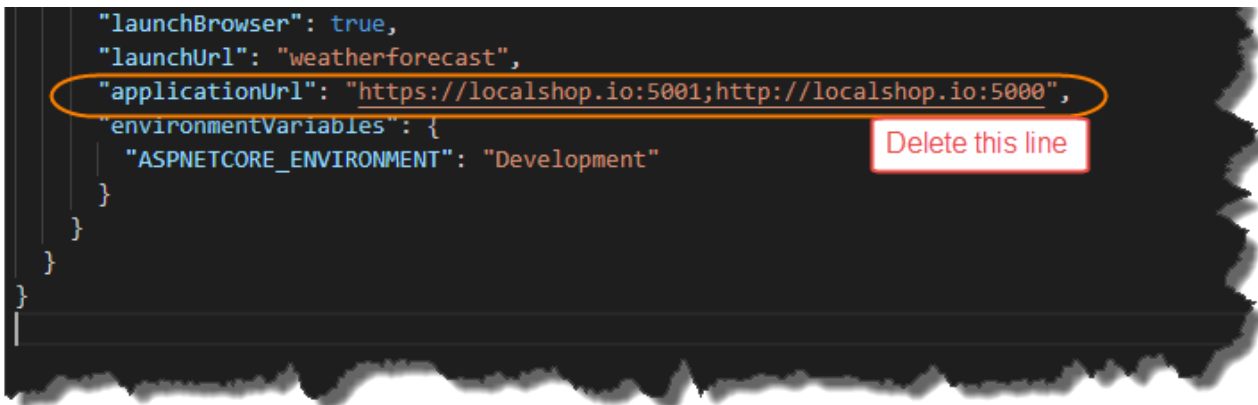 "launchBrowser": true,
"launchUrl": "weatherforecast",
"applicationUrl": "https://localshop.io:5001;http://localshop.io:5000",
"environmentVariables": {
Delete this line
"ASPNETCORE_ENVIRONMENT": "Development"
}
}
}
}